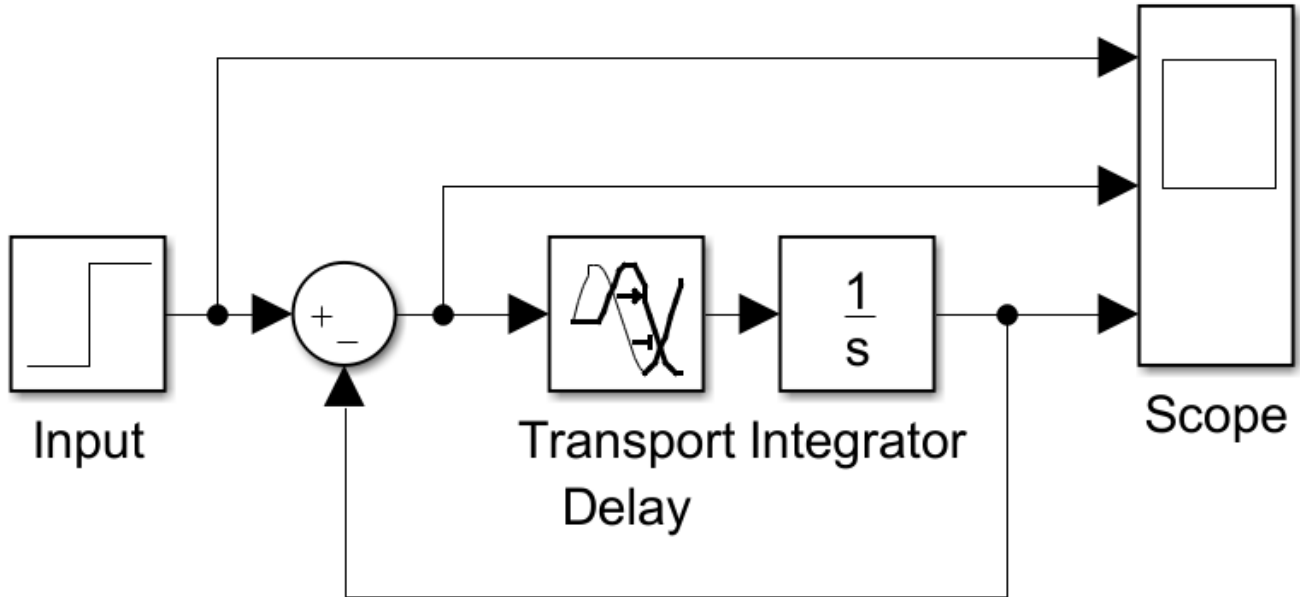 +
−
1
s
Input
Transport Integrator
Delay
Scope